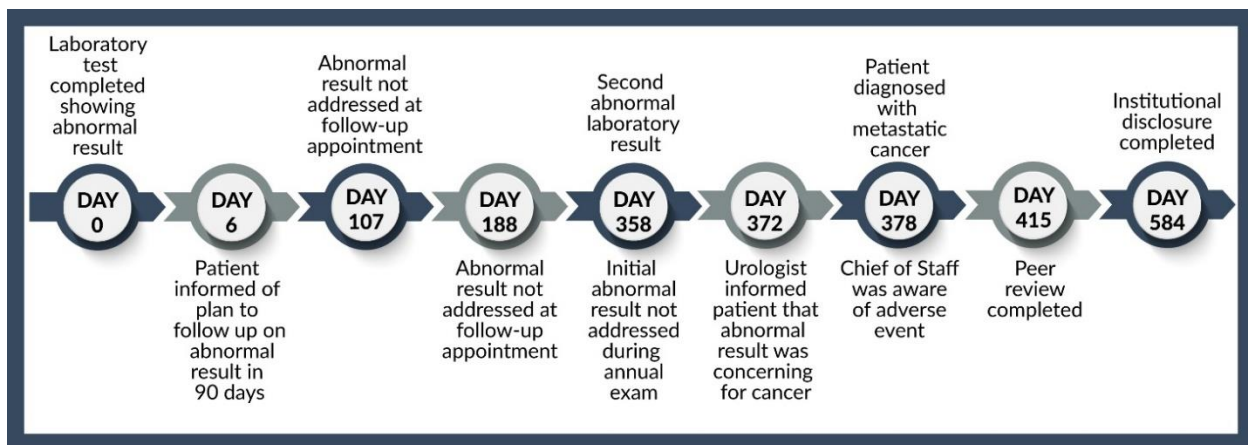 Laboratory
test
completed
showing
abnormal
result
DAY
0
DAY
6
Patient
informed of
plan to
follow up on
abnormal
result in
90 days
Abnormal
result not
addressed at
follow-up
appointment
DAY
107
DAY
188
Abnormal
result not
addressed at
follow-up
appointment
Second
abnormal
laboratory
result
DAY
358
Initial
abnormal
result not
addressed
during
annual
exam
DAY
372
Urologist
informed
patient that
abnormal
result was
concerning
for cancer
Patient
diagnosed
with
metastatic
cancer
DAY
378
Chief of Staff
was aware
of adverse
event
DAY
415
Peer
review
completed
Institutional
disclosure
completed
DAY
584